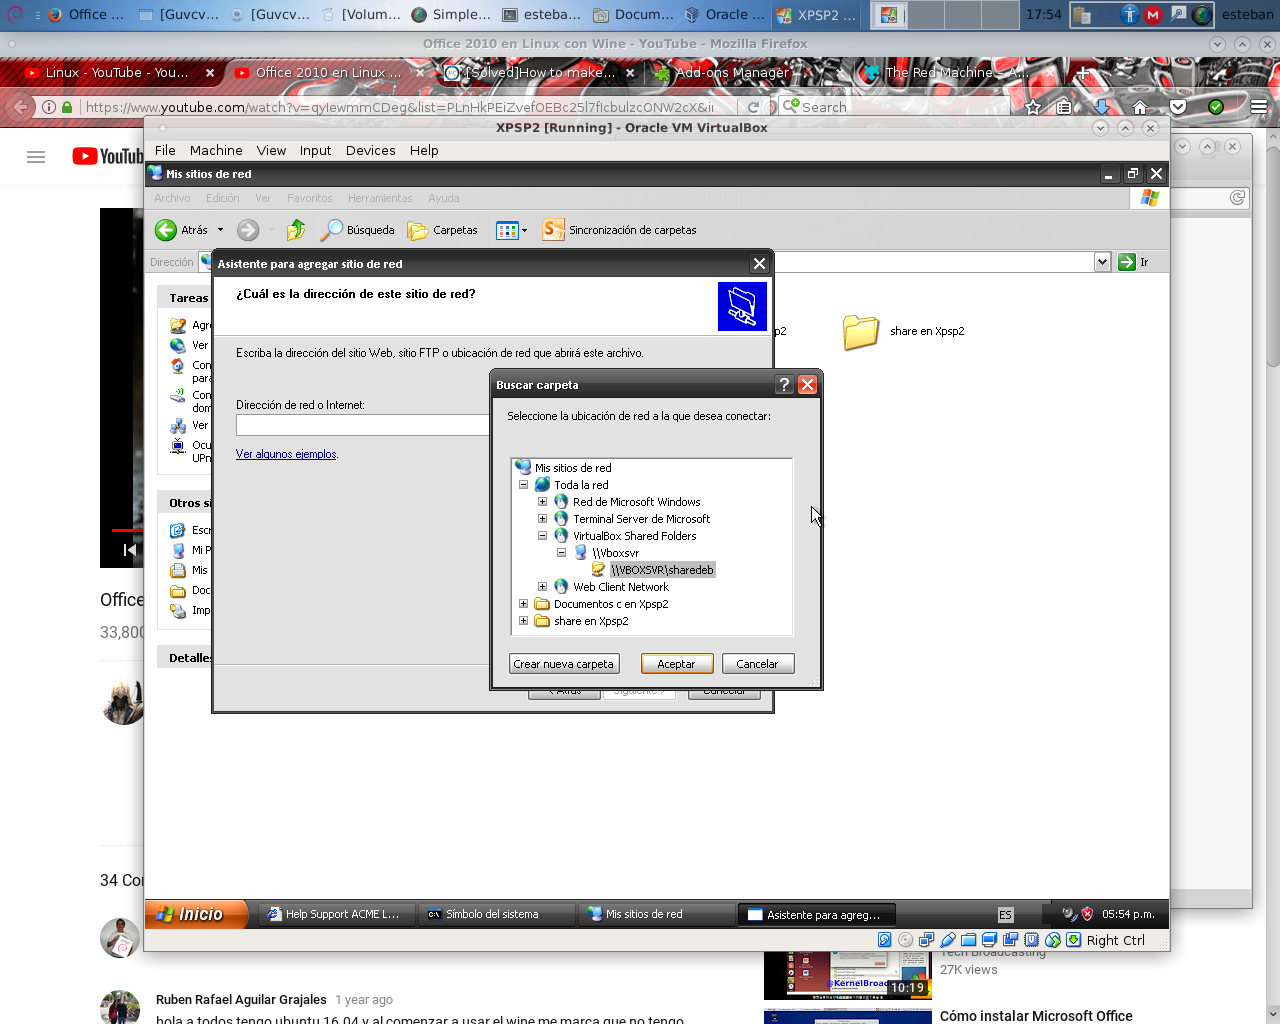 Office ...
[Guvcv...
[Guvcv...
[Volum...
Simple...
esteba...
Docum...
Oracle ...
XPSP2 ...
17:54
ES
esteban
Office 2010 en Linux con Wine - YouTube - Mozilla Firefox
Linux - YouTube - You...
Office 2010 en Linux ...
[Solved]How to make...
Add-ons Manager
The Red Machine – A...
https://www.youtube.com/watch?v=qyIewmmCDeg&list=PLnHkPEiZvefOEBc25l7fIcbulzcONW2cX&ii
Search
YouTub
XPSP2 [Running] - Oracle VM VirtualBox
File Machine View Input Devices Help
Mis sitios de red
Archivo Edición Ver Favoritos Herramientas Ayuda
Atrás Búsqueda Carpetas Sincronización de carpetas
Dirección
Ir
Asistente para agregar sitio de red
¿Cuál es la dirección de este sitio de red?
Escriba la dirección del sitio Web, sitio FTP o ubicación de red que abrirá este archivo.
Dirección de red o Internet:
Ver algunos ejemplos.
< Atrás Siguiente > Cancelar
Tareas
Agre
Ver
Con
para
Con
dom
Ver
Ocu
UPn
Otros si
Escr
Mi P
Mis
Doc
Imp
Detalles
p2
share en Xpsp2
Buscar carpeta
Seleccione la ubicación de red a la que desea conectar:
Mis sitios de red
Toda la red
Red de Microsoft Windows
Terminal Server de Microsoft
VirtualBox Shared Folders
\\Vboxsvr
\\VBOXSVR\sharedeb
Web Client Network
Documentos c en Xpsp2
share en Xpsp2
Crear nueva carpeta Aceptar Cancelar
Inicio
Help Support ACME L...
Símbolo del sistema
Mis sitios de red
Asistente para agreg...
ES
05:54 p.m.
Right Ctrl
Office
33,800
34 Co
Ruben Rafael Aguilar Grajales 1 year ago
hola a todos tengo ubuntu 16.04 y al comenzar a usar el wine me marca que no tengo
Tech Broadcasting
27K views
@KernelBroad
10:19
Cómo instalar Microsoft Office